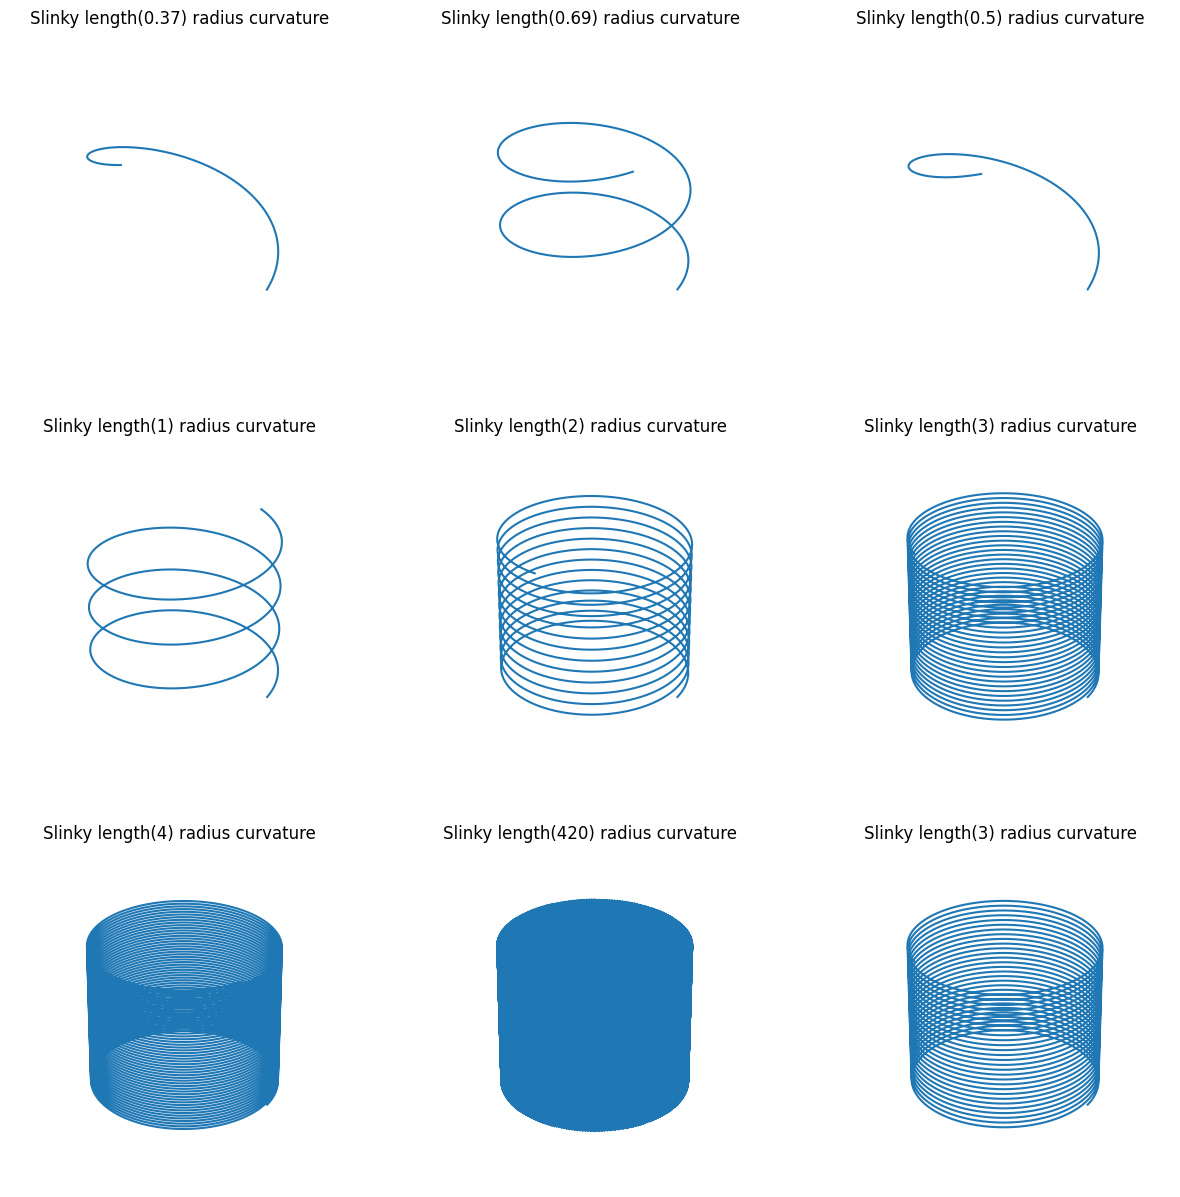 Slinky length(0.37) radius curvature
Slinky length(0.69) radius curvature
Slinky length(0.5) radius curvature
Slinky length(1) radius curvature
Slinky length(2) radius curvature
Slinky length(3) radius curvature
Slinky length(4) radius curvature
Slinky length(420) radius curvature
Slinky length(3) radius curvature